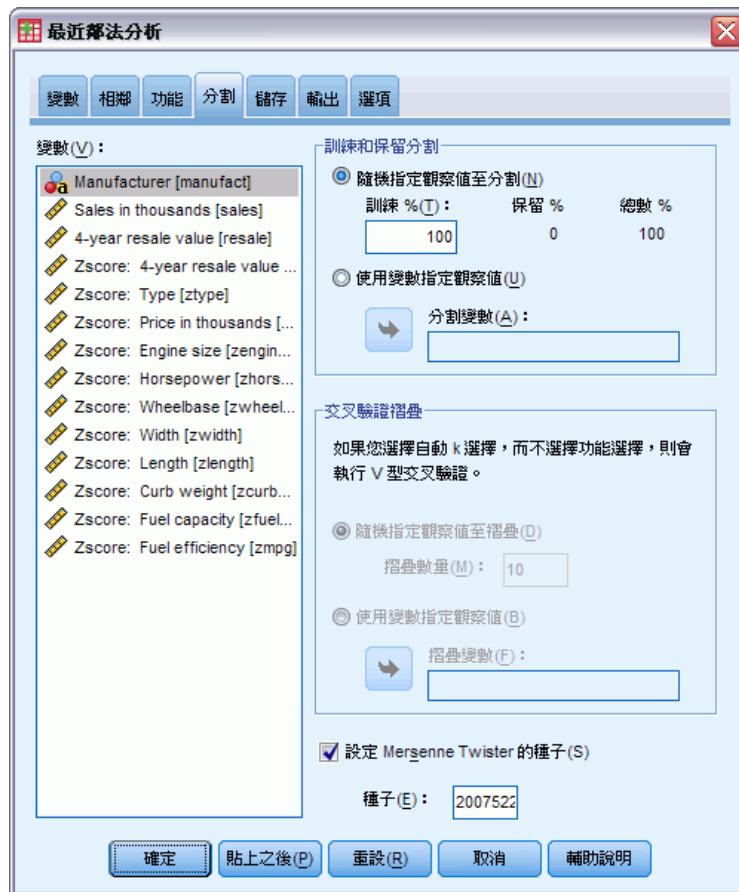 最近鄰法分析
變數 相鄰 功能 分割 儲存 輸出 選項
變數(V)：
Manufacturer [manufact]
Sales in thousands [sales]
4-year resale value [resale]
Zscore: 4-year resale value ...
Zscore: Type [ztype]
Zscore: Price in thousands [...
Zscore: Engine size [zengin...
Zscore: Horsepower [zhors...
Zscore: Wheelbase [zwheel...
Zscore: Width [zwidth]
Zscore: Length [zlength]
Zscore: Curb weight [zcurb...
Zscore: Fuel capacity [zfuel...
Zscore: Fuel efficiency [zmpg]
訓練和保留分割
隨機指定觀察值至分割(N)
訓練 %(T)： 保留 % 總數 %
100 0 100
使用變數指定觀察值(U)
分割變數(A)：
交叉驗證摺疊
如果您選擇自動 k 選擇，而不選擇功能選擇，則會
執行 V 型交叉驗證。
隨機指定觀察值至摺疊(D)
摺疊數量(M)： 10
使用變數指定觀察值(B)
摺疊變數(F)：
設定 Mersenne Twister 的種子(S)
種子(E)： 2007522
確定 貼上之後(P) 重設(R) 取消 輔助說明